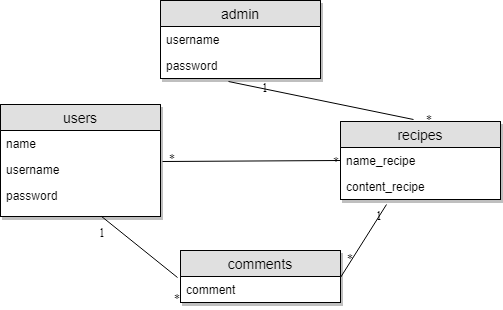 admin
username
password
1
*
users
name
username
password
*
*
recipes
name_recipe
content_recipe
1
1
*
*
comments
comment